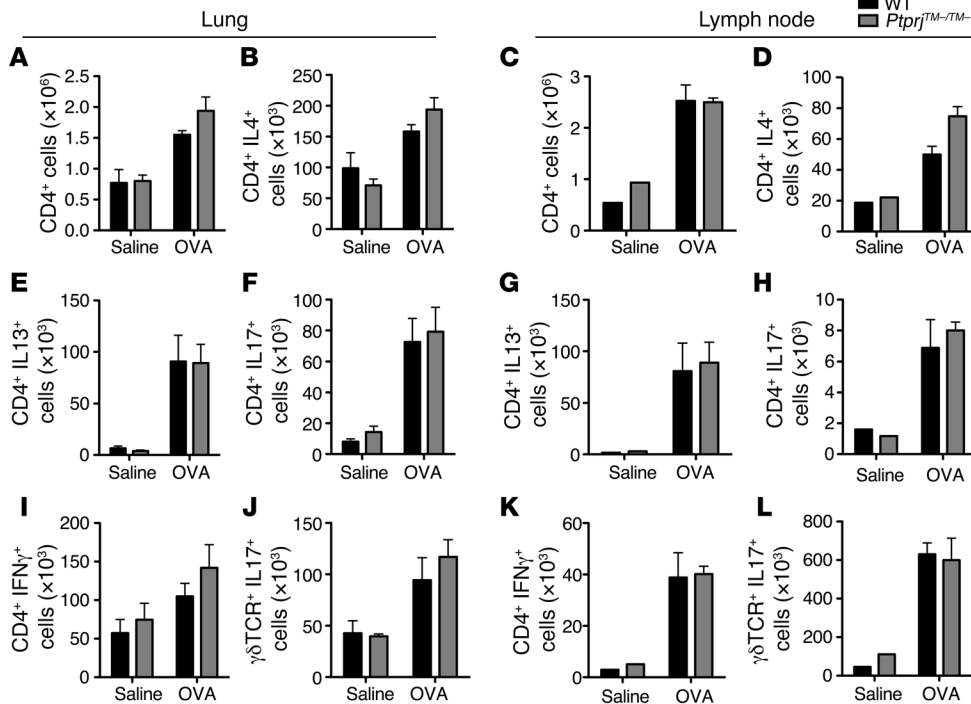 WT
Ptprj^TM–/TM–
Lung
Lymph node
A
CD4⁺ cells (×10⁶)
2.5
2.0
1.5
1.0
0.5
0.0
Saline OVA
B
CD4⁺ IL4⁺
cells (×10³)
250
200
150
100
50
0
Saline OVA
C
CD4⁺ cells (×10⁶)
3
2
1
0
Saline OVA
D
CD4⁺ IL4⁺
cells (×10³)
100
80
60
40
20
0
Saline OVA
E
CD4⁺ IL13⁺
cells (×10³)
150
100
50
0
Saline OVA
F
CD4⁺ IL17⁺
cells (×10³)
100
80
60
40
20
0
Saline OVA
G
CD4⁺ IL13⁺
cells (×10³)
150
100
50
0
Saline OVA
H
CD4⁺ IL17⁺
cells (×10³)
10
8
6
4
2
0
Saline OVA
I
CD4⁺ IFNγ⁺
cells (×10³)
200
150
100
50
0
Saline OVA
J
γδTCR⁺ IL17⁺
cells (×10³)
150
100
50
0
Saline OVA
K
CD4⁺ IFNγ⁺
cells (×10³)
60
40
20
0
Saline OVA
L
γδTCR⁺ IL17⁺
cells (×10³)
800
600
400
200
0
Saline OVA